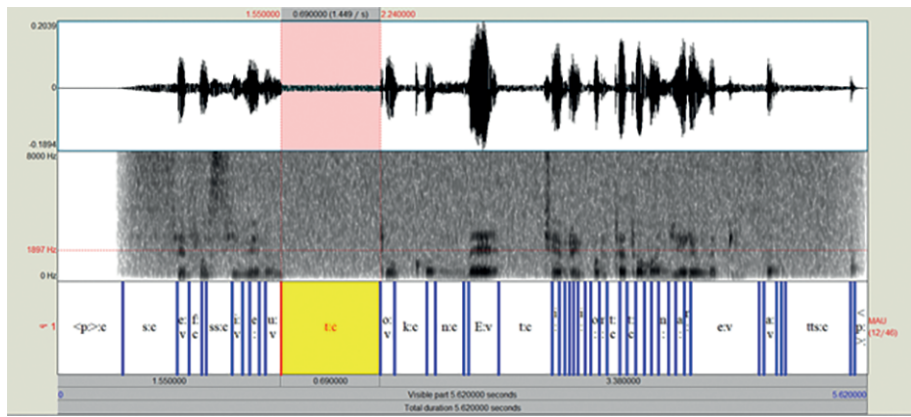 1.550000 0.690000 (1.449 / s) 2.240000
0.2039
0
-0.1894
8000 Hz
1897 Hz
0 Hz
<p>:c s:c e:v f:c ss:c i:v e: u:v t:c o:v k:c n:c E:v t:c i: i: o: t: t: n: a: r: e:v a:v tts:c < p: >:
1
MAU
(12/46)
1.550000 0.690000 3.380000
0 Visible part 5.620000 seconds 5.620000
Total duration 5.620000 seconds